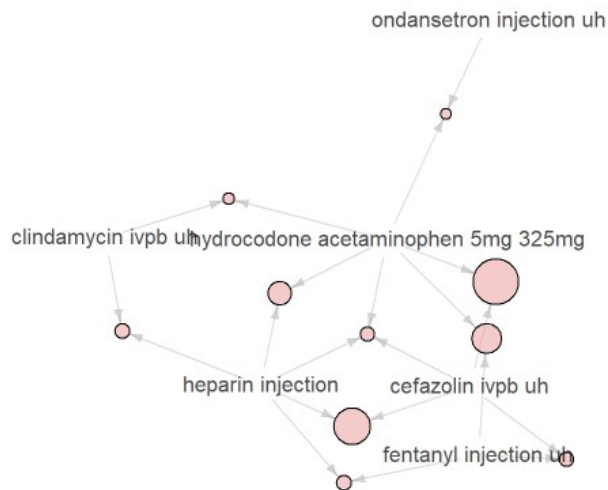 ondansetron injection uh
clindamycin ivpb uh
hydrocodone acetaminophen 5mg 325mg
heparin injection
cefazolin ivpb uh
fentanyl injection uh